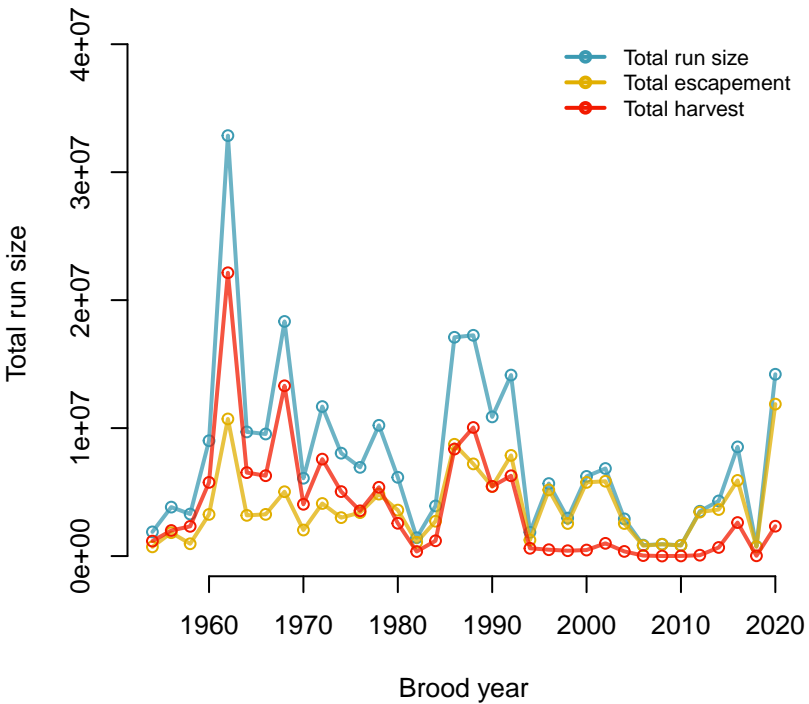 Total run size
Total escapement
Total harvest
4e+07
3e+07
2e+07
1e+07
0e+00
Total run size
1960 1970 1980 1990 2000 2010 2020
Brood year